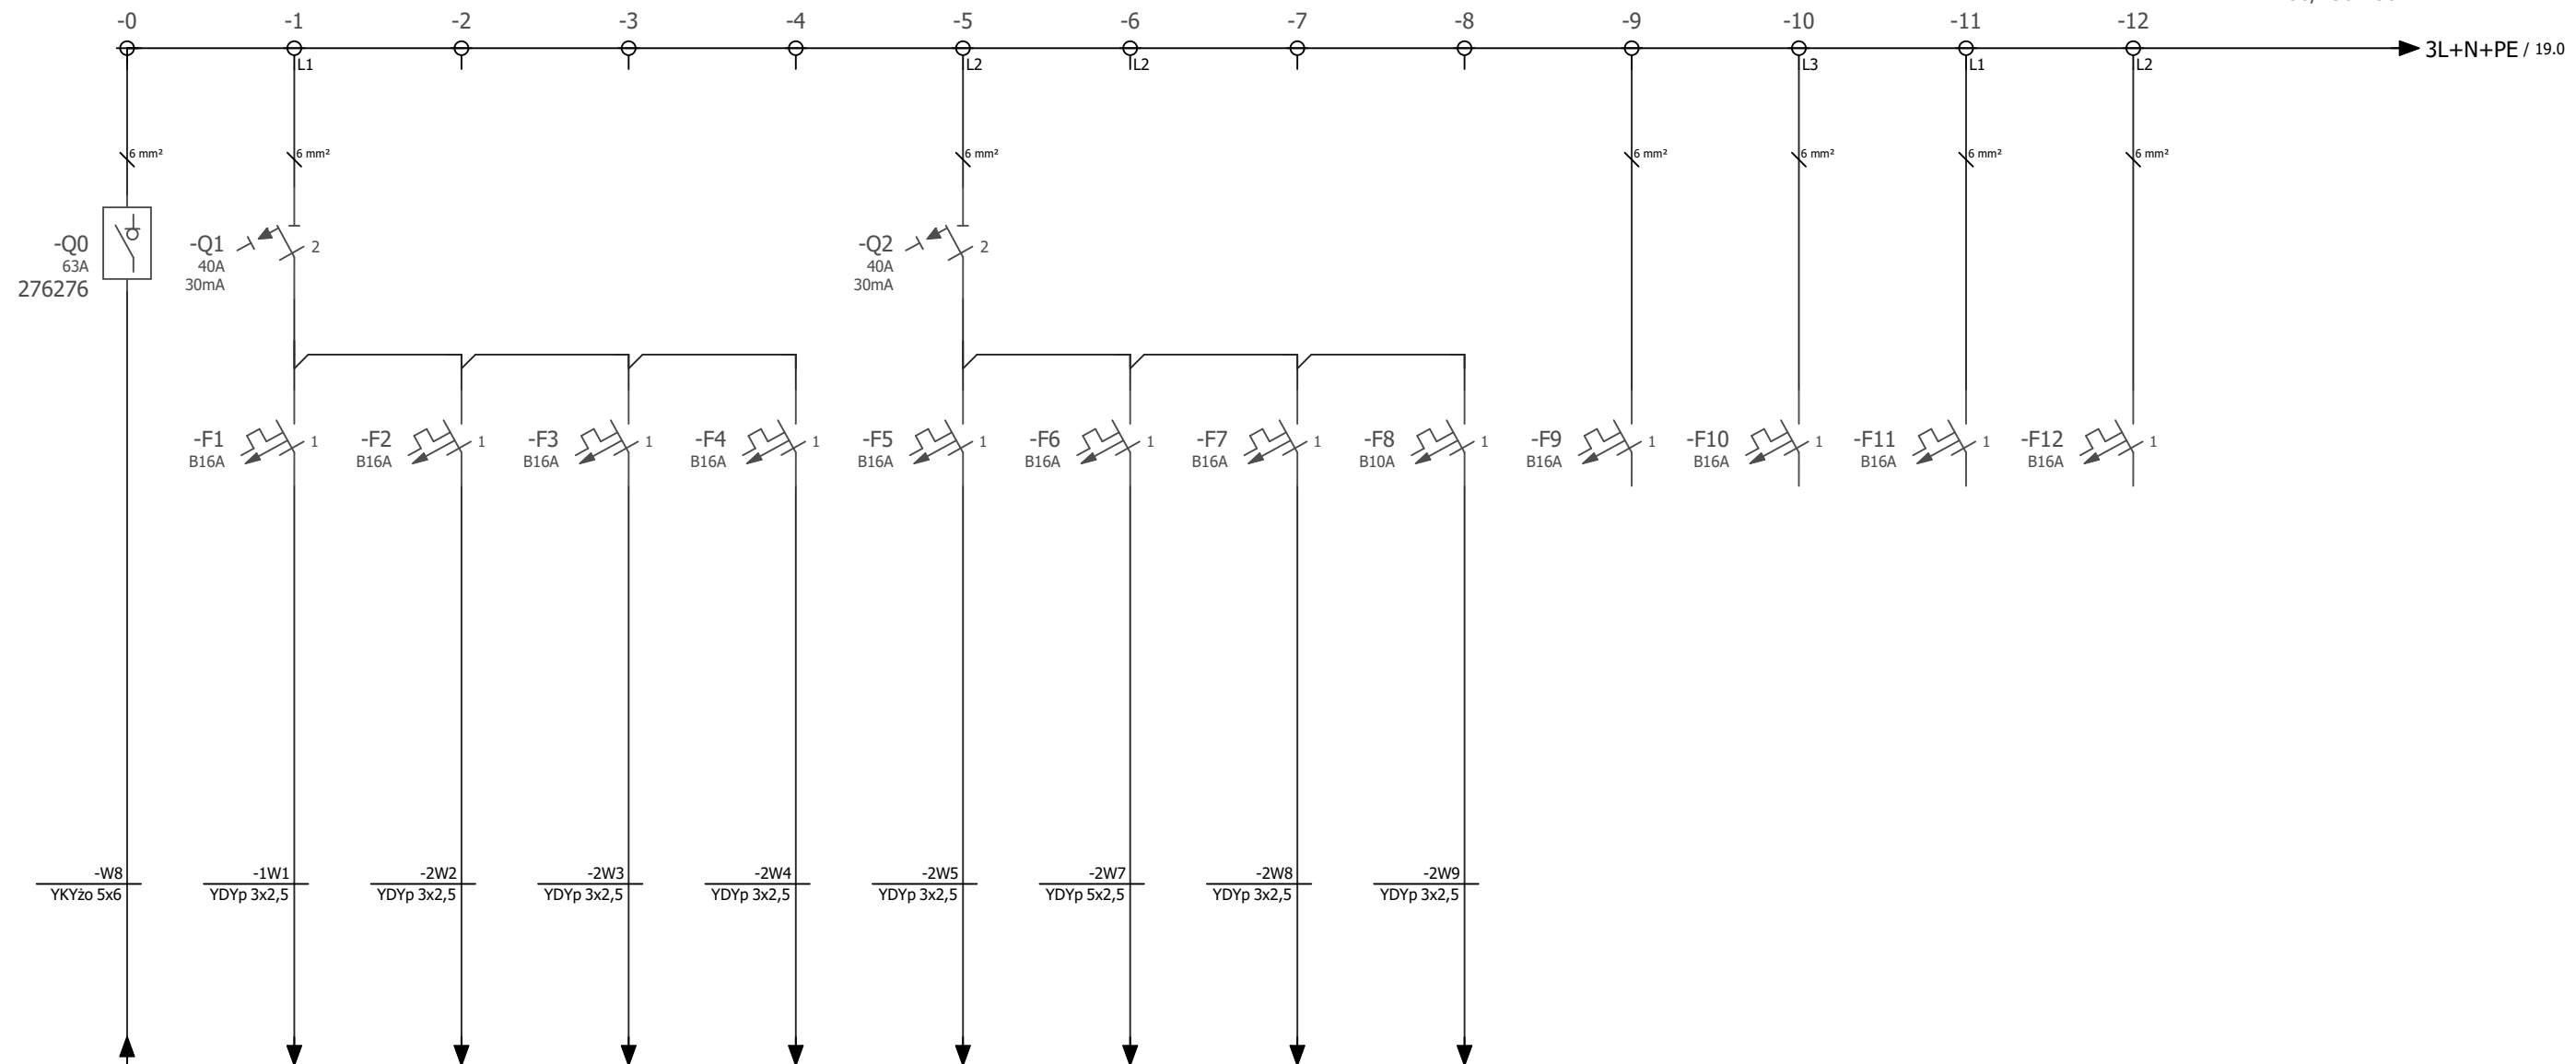 -0 -1 -2 -3 -4 -5 -6 -7 -8 -9 -10 -11 -12
3L+N+PE / 19.0
L1 L2 L2 L3 L1 L2
6 mm² 6 mm² 6 mm² 6 mm² 6 mm² 6 mm² 6 mm²
-Q0
63A
276276
-Q1 2
40A
30mA
-Q2 2
40A
30mA
-F1 1
B16A
-F2 1
B16A
-F3 1
B16A
-F4 1
B16A
-F5 1
B16A
-F6 1
B16A
-F7 1
B16A
-F8 1
B10A
-F9 1
B16A
-F10 1
B16A
-F11 1
B16A
-F12 1
B16A
-W8
YKYżo 5x6
-1W1
YDYp 3x2,5
-2W2
YDYp 3x2,5
-2W3
YDYp 3x2,5
-2W4
YDYp 3x2,5
-2W5
YDYp 3x2,5
-2W7
YDYp 5x2,5
-2W8
YDYp 3x2,5
-2W9
YDYp 3x2,5